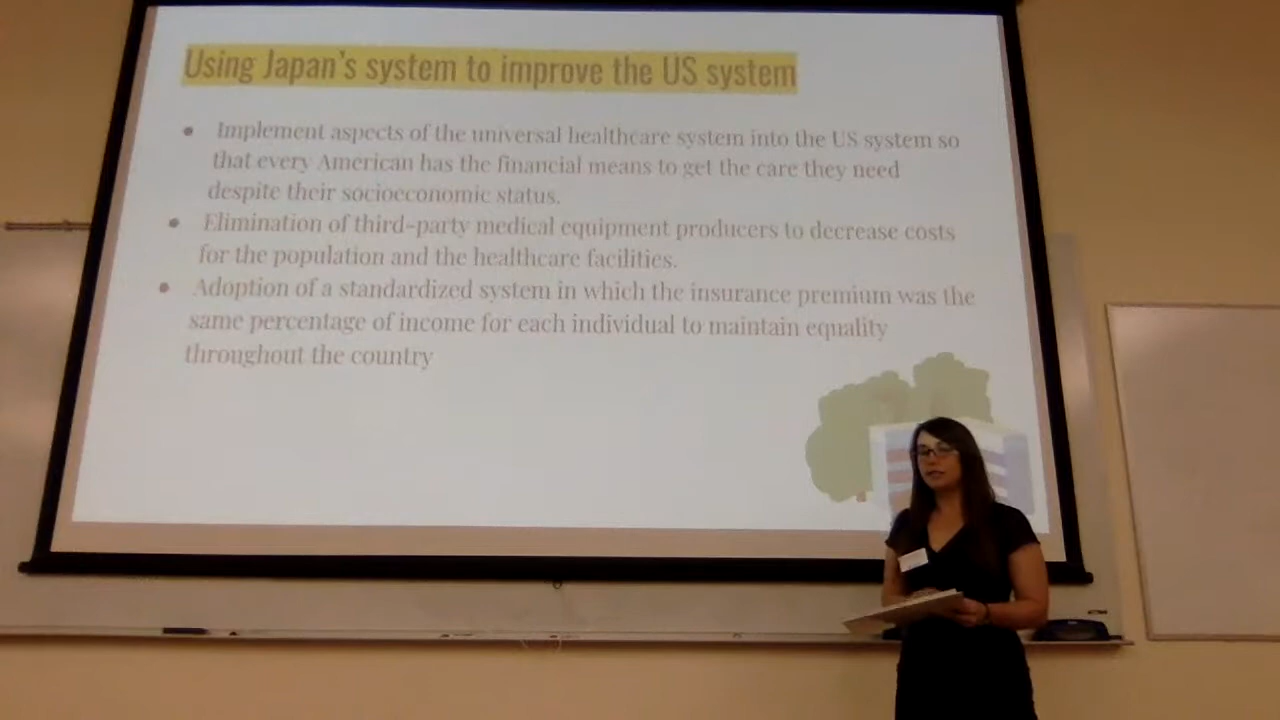 Using Japan's system to improve the US system
● Implement aspects of the universal healthcare system into the US system so
that every American has the financial means to get the care they need
despite their socioeconomic status.
● Elimination of third-party medical equipment producers to decrease costs
for the population and the healthcare facilities.
● Adoption of a standardized system in which the insurance premium was the
same percentage of income for each individual to maintain equality
throughout the country